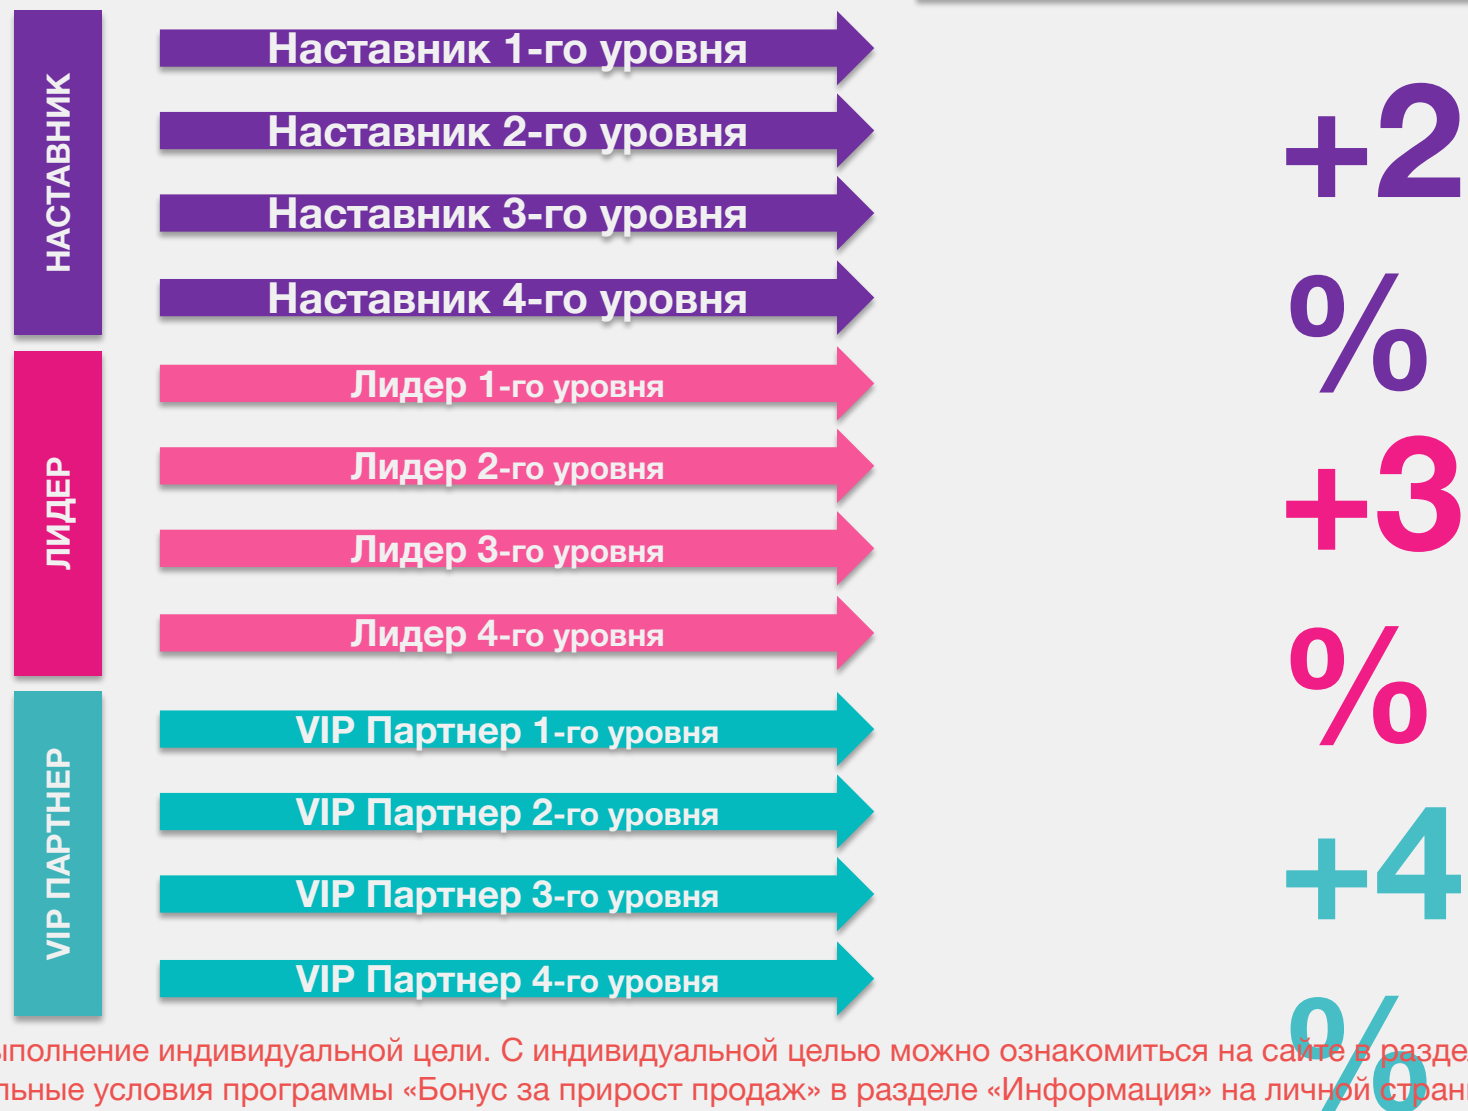 НАСТАВНИК
Наставник 1-го уровня
Наставник 2-го уровня
Наставник 3-го уровня
Наставник 4-го уровня
+2
%
ЛИДЕР
Лидер 1-го уровня
Лидер 2-го уровня
Лидер 3-го уровня
Лидер 4-го уровня
+3
%
VIP ПАРТНЕР
VIP Партнер 1-го уровня
VIP Партнер 2-го уровня
VIP Партнер 3-го уровня
VIP Партнер 4-го уровня
+4
%
ыполнение индивидуальной цели. С индивидуальной целью можно ознакомиться на сайте в разде
льные условия программы «Бонус за прирост продаж» в разделе «Информация» на личной стран